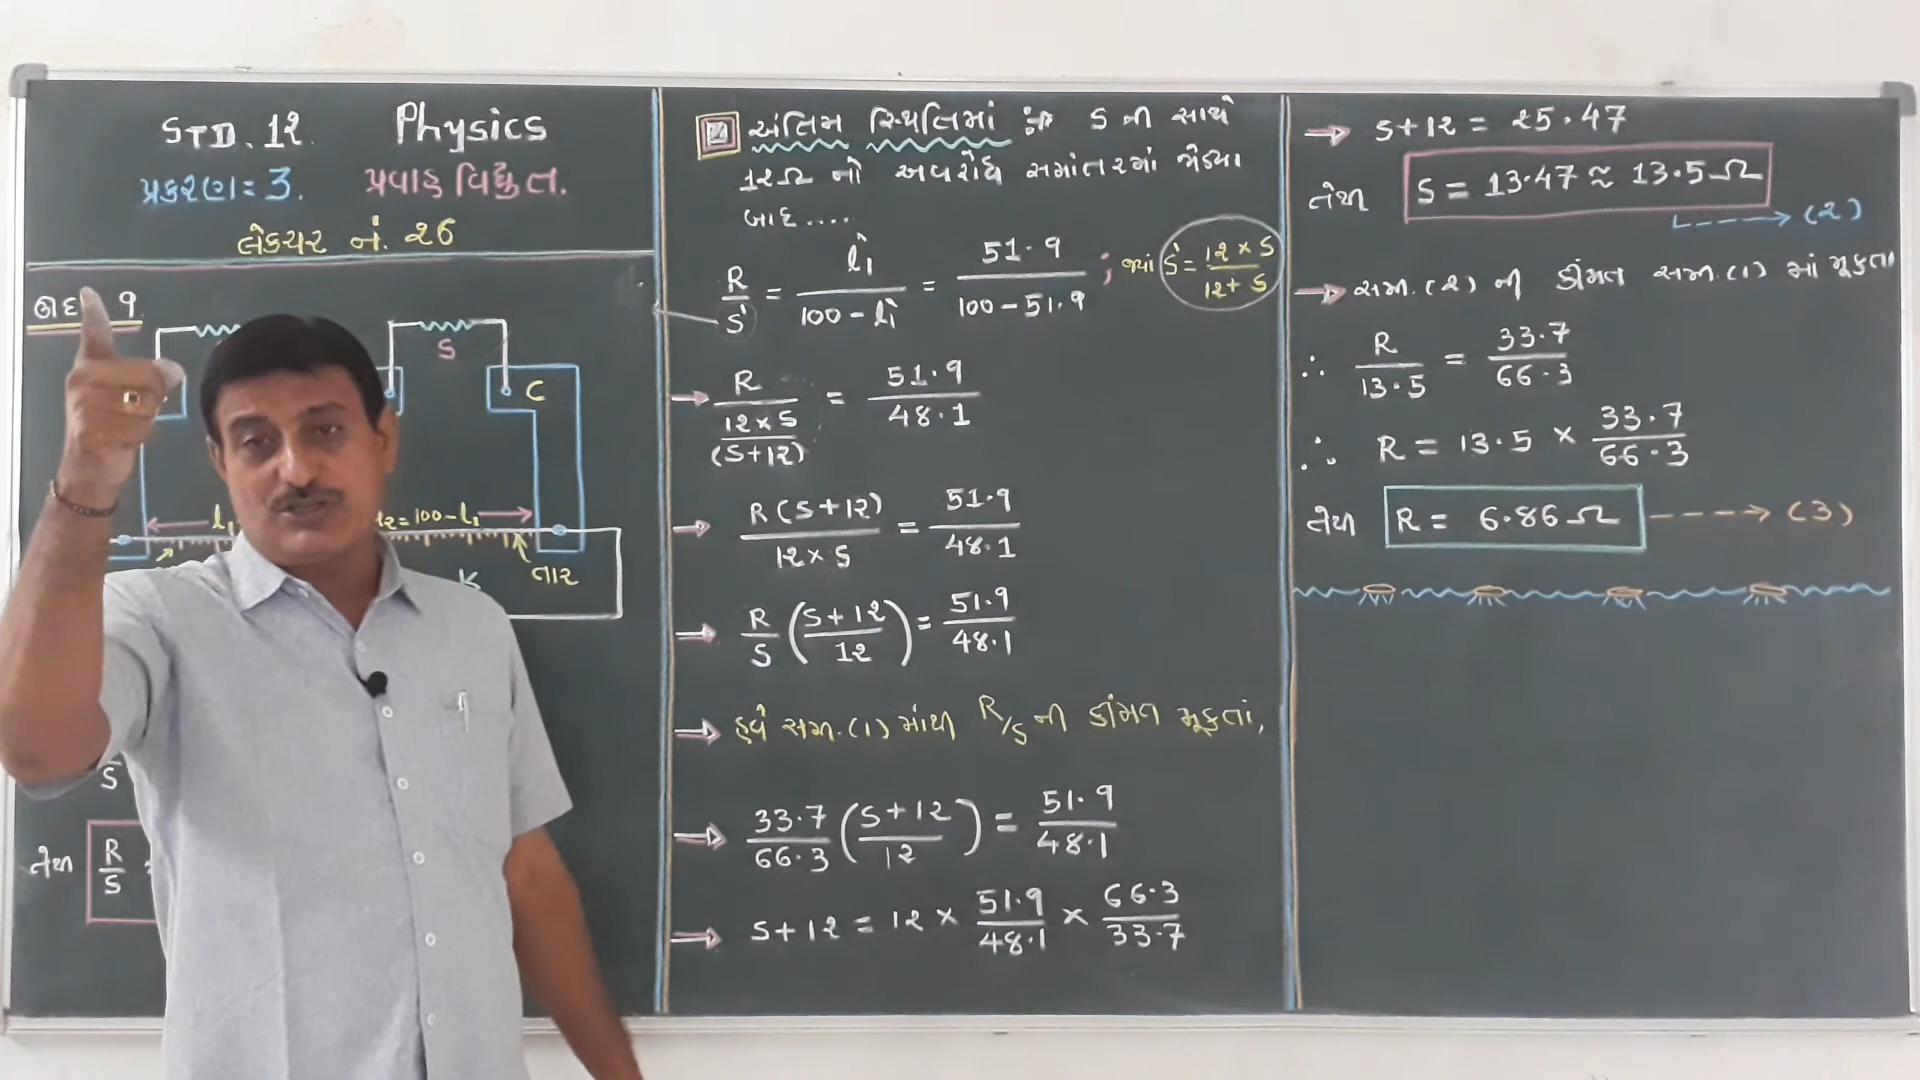 STD. 12. Physics
પ્રકરણ = 3. પ્રવાહ વિદ્યુત.
લેક્ચર નં. 26
9.
S
C
l₁
l₂ = 100 - l₁
તાર
K
S
તેથી R/S
અંતિમ સ્થિતિમાં : S ની સાથે
12Ω નો અવરોધ સમાંતરમાં જોડ્યા
બાદ ....
R/S' = l₁'/(100 - l₁') = 51.9/(100 - 51.9) ; જ્યાં S' = (12 × S)/(12 + S)
→ R/((12 × S)/(S+12)) = 51.9/48.1
→ R(S+12)/(12 × S) = 51.9/48.1
→ R/S ((S+12)/12) = 51.9/48.1
→ હવે સમી.(1) માંથી R/S ની કીંમત મૂકતાં,
→ 33.7/66.3 ((S+12)/12) = 51.9/48.1
→ S+12 = 12 × 51.9/48.1 × 66.3/33.7
→ S+12 = 25.47
તેથી S = 13.47 ≈ 13.5Ω
----→ (2)
→ સમી.(2) ની કીંમત સમી.(1) માં મૂકતાં
∴ R/13.5 = 33.7/66.3
∴ R = 13.5 × 33.7/66.3
તેથી R = 6.86Ω ----→ (3)